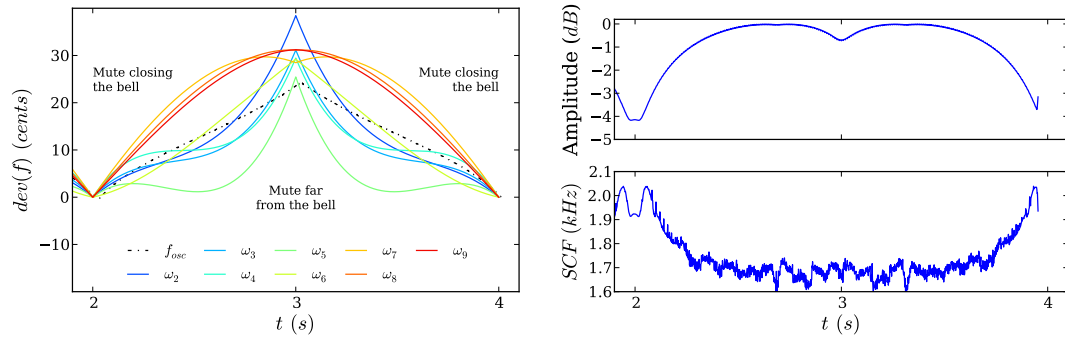 dev(f) (cents)
30
20
10
0
−10
Mute closing
the bell
Mute closing
the bell
Mute far
from the bell
f_osc
ω_3
ω_5
ω_7
ω_9
ω_2
ω_4
ω_6
ω_8
2
3
4
t (s)
Amplitude (dB)
0
−1
−2
−3
−4
−5
SCF (kHz)
2.1
2.0
1.9
1.8
1.7
1.6
2
3
4
t (s)